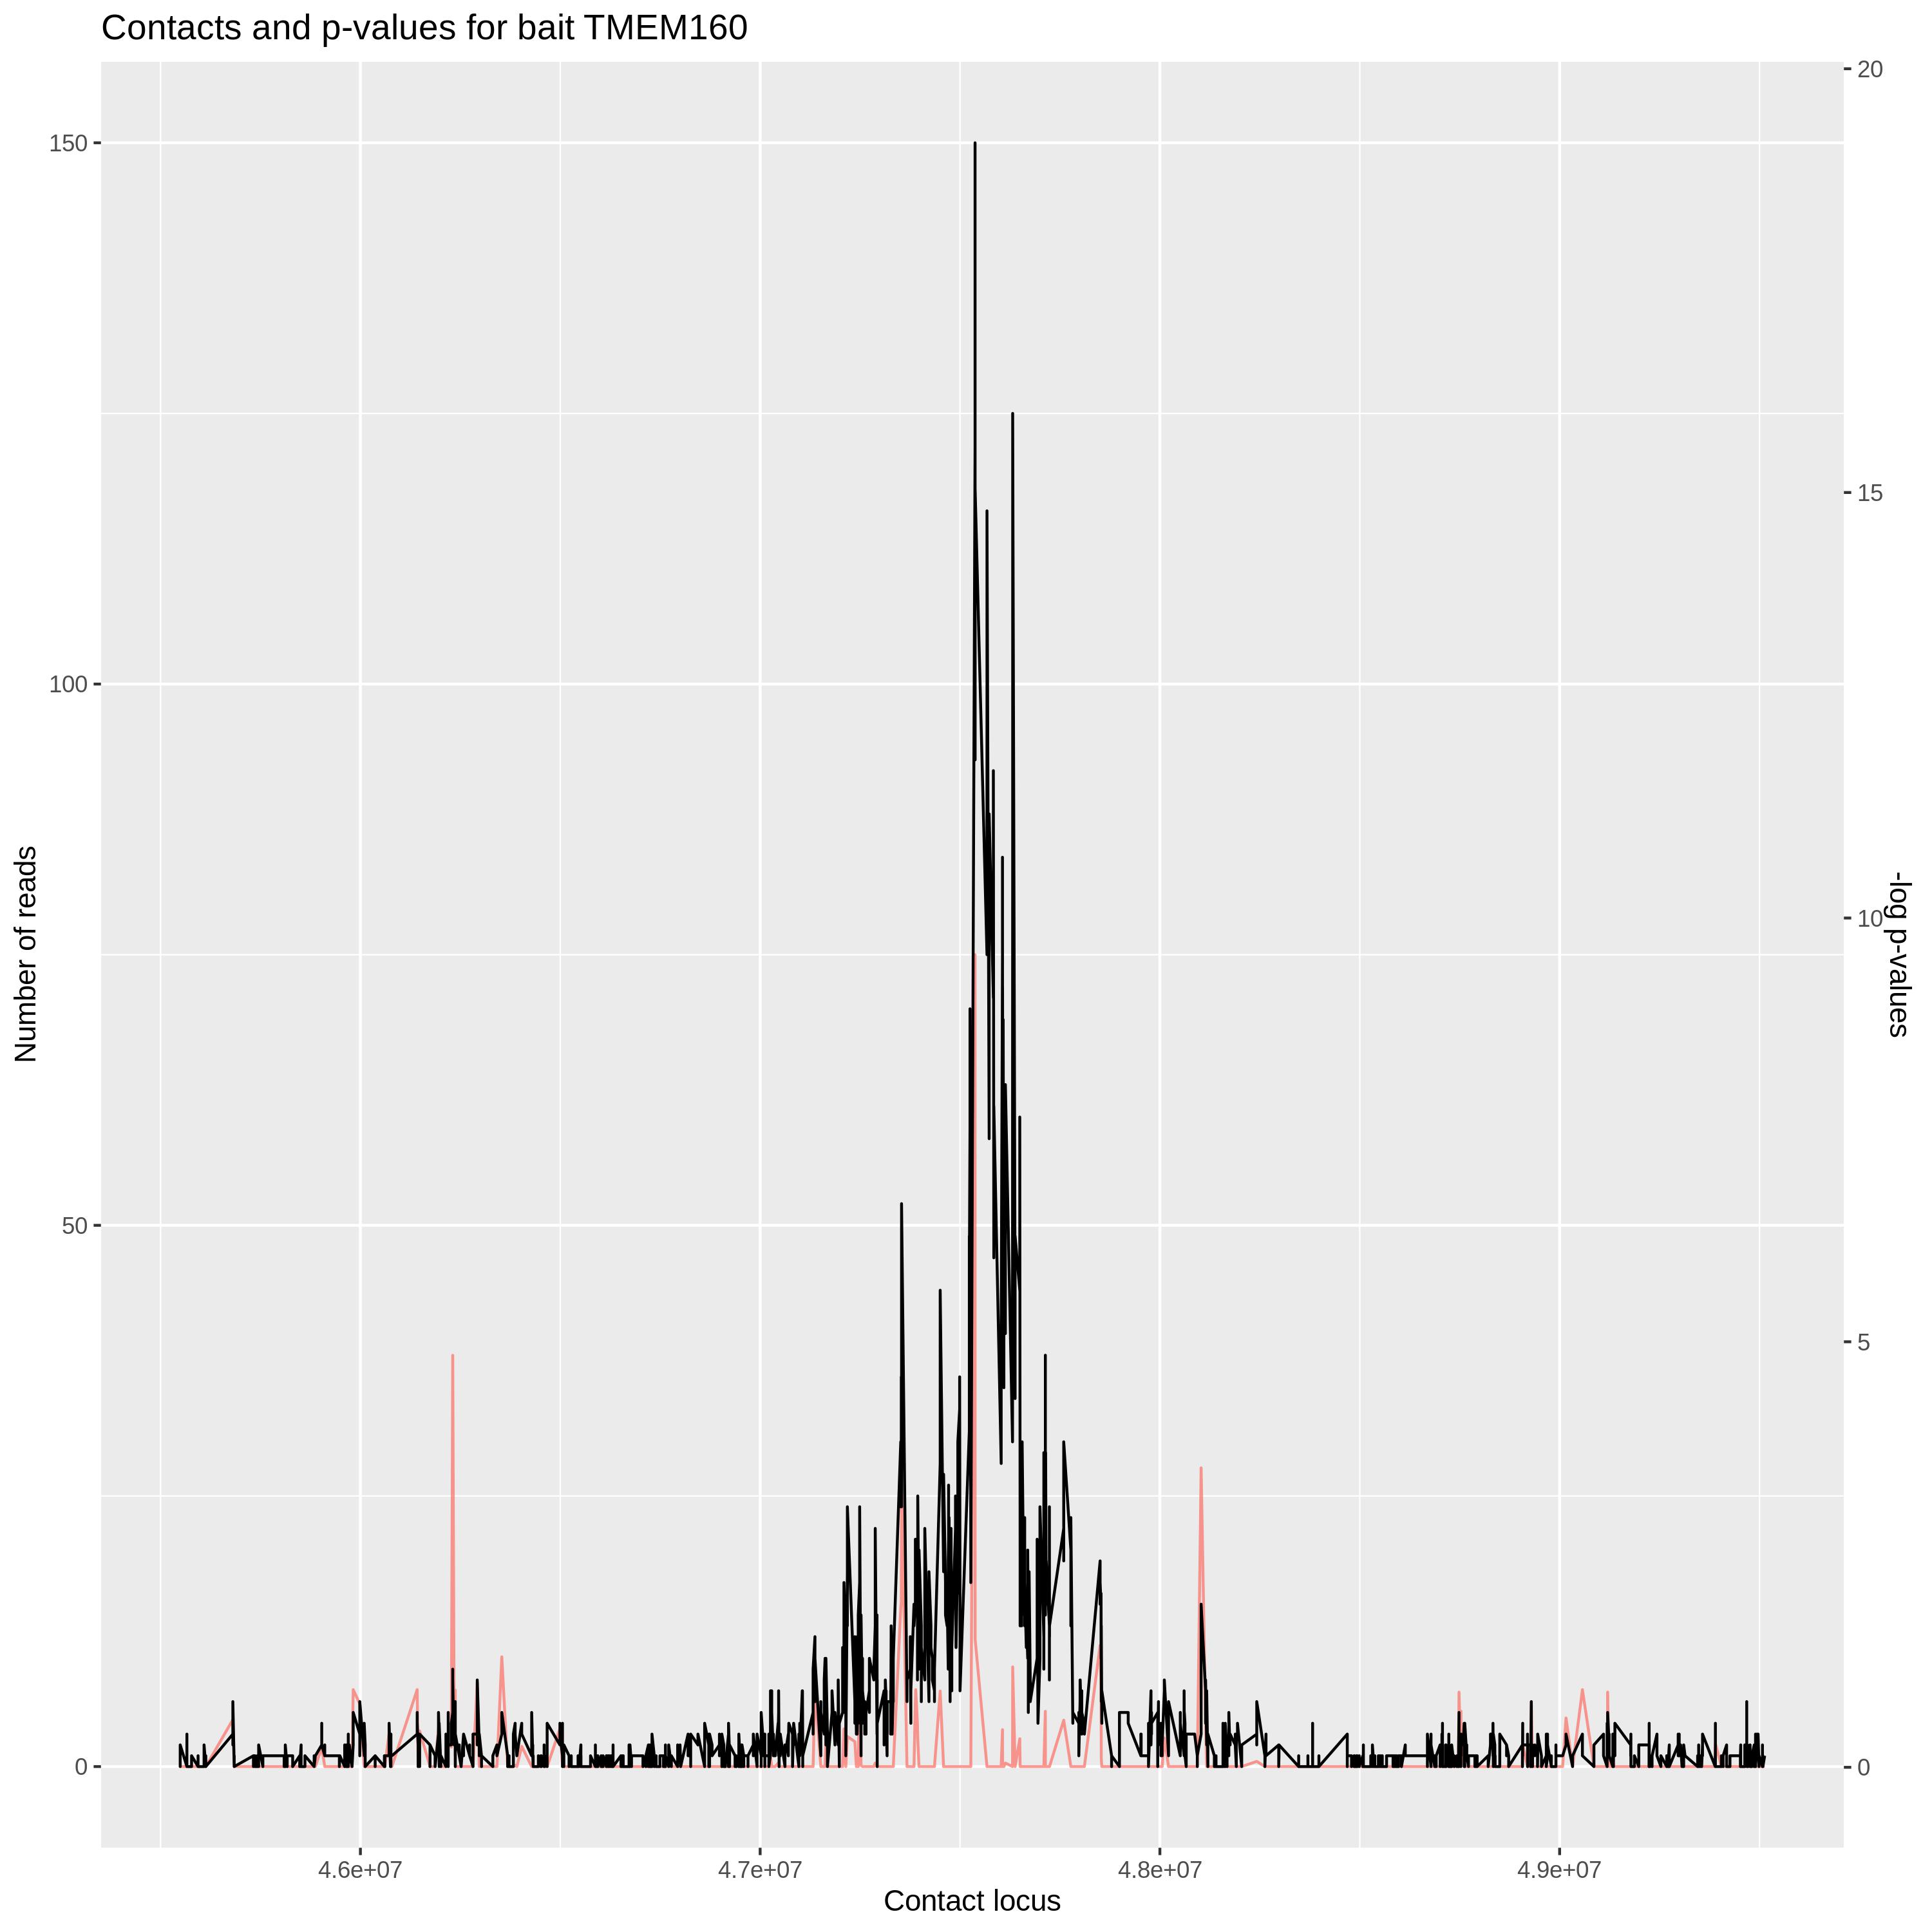 Contacts and p-values for bait TMEM160
150
100
50
0
Number of reads
20
15
10
5
0
-log p-values
4.6e+07
4.7e+07
4.8e+07
4.9e+07
Contact locus